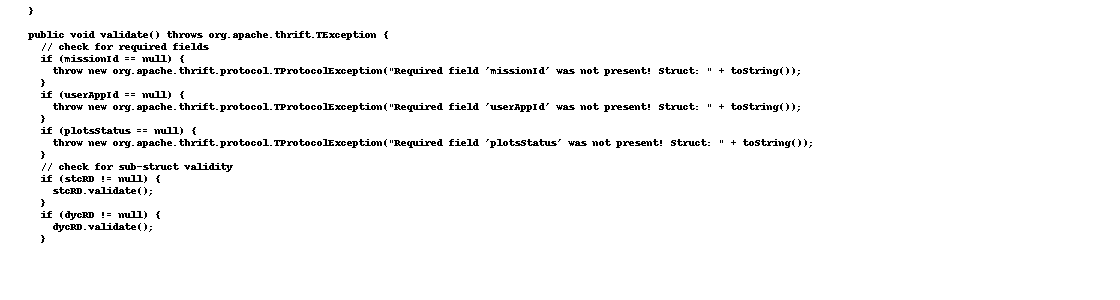 }
public void validate() throws org.apache.thrift.TException {
// check for required fields
if (missionId == null) {
throw new org.apache.thrift.protocol.TProtocolException("Required field 'missionId' was not present! Struct: " + toString());
}
if (userAppId == null) {
throw new org.apache.thrift.protocol.TProtocolException("Required field 'userAppId' was not present! Struct: " + toString());
}
if (plotsStatus == null) {
throw new org.apache.thrift.protocol.TProtocolException("Required field 'plotsStatus' was not present! Struct: " + toString());
}
// check for sub-struct validity
if (stcRD != null) {
stcRD.validate();
}
if (dycRD != null) {
dycRD.validate();
}